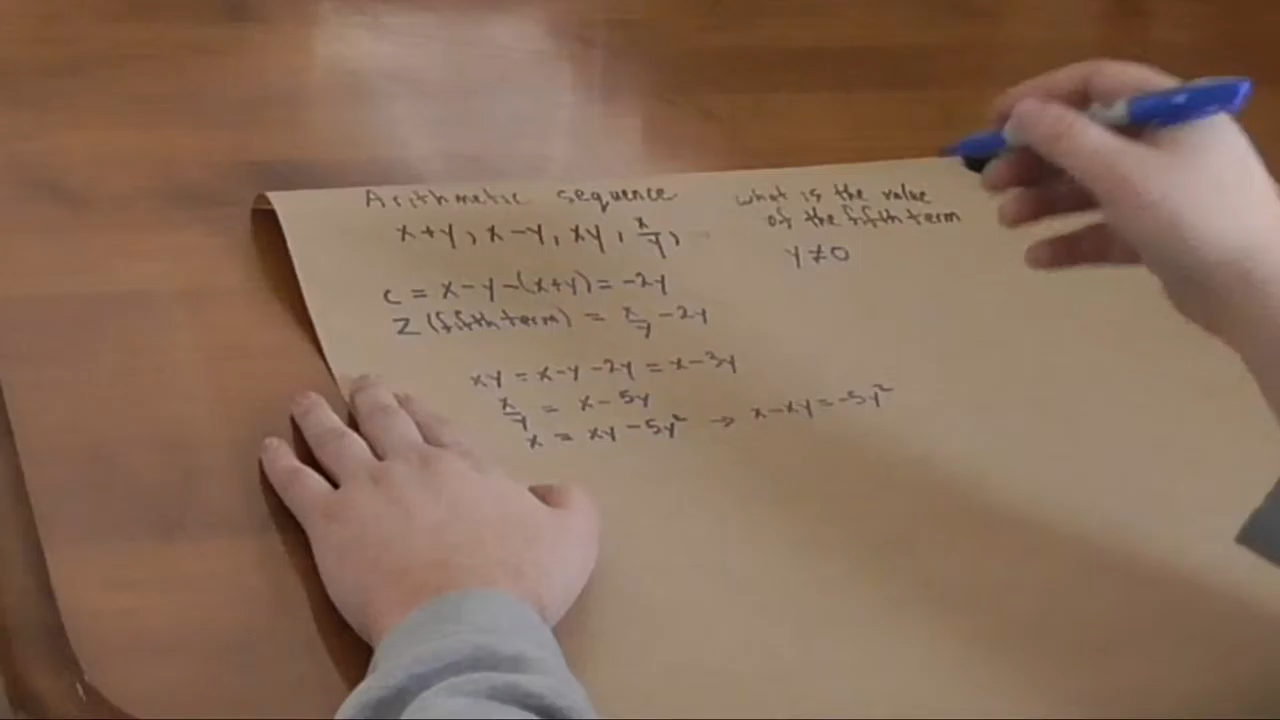 Arithmetic sequence
x+y, x-y, xy, x/y,
what is the value
of the fifth term
y≠0
c = x-y-(x+y) = -2y
Z (fifth term) = x/y -2y
xy = x-y-2y = x-3y
x/y = x-5y
x = xy-5y² → x-xy=-5y²